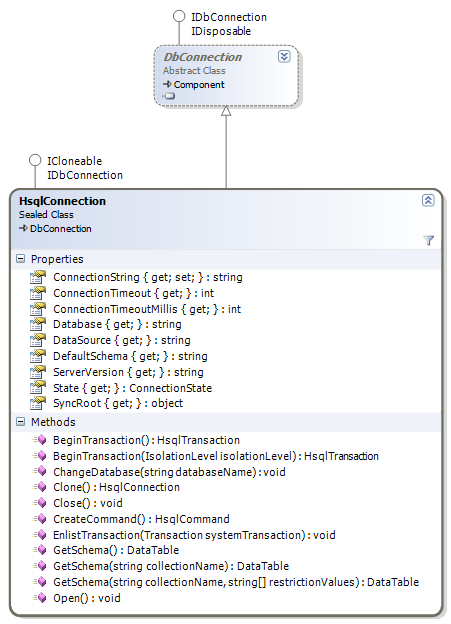 IDbConnection
IDisposable
DbConnection
Abstract Class
Component
ICloneable
IDbConnection
HsqlConnection
Sealed Class
DbConnection
Properties
ConnectionString { get; set; } : string
ConnectionTimeout { get; } : int
ConnectionTimeoutMillis { get; } : int
Database { get; } : string
DataSource { get; } : string
DefaultSchema { get; } : string
ServerVersion { get; } : string
State { get; } : ConnectionState
SyncRoot { get; } : object
Methods
BeginTransaction() : HsqlTransaction
BeginTransaction(IsolationLevel isolationLevel) : HsqlTransaction
ChangeDatabase(string databaseName) : void
Clone() : HsqlConnection
Close() : void
CreateCommand() : HsqlCommand
EnlistTransaction(Transaction systemTransaction) : void
GetSchema() : DataTable
GetSchema(string collectionName) : DataTable
GetSchema(string collectionName, string[] restrictionValues) : DataTable
Open() : void